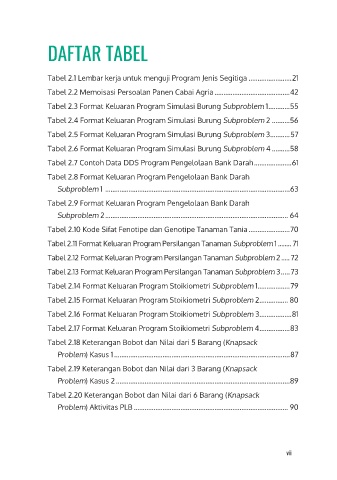 DAFTAR TABEL
Tabel 2.1 Lembar kerja untuk menguji Program Jenis Segitiga ........................21
Tabel 2.2 Memoisasi Persoalan Panen Cabai Agria ..........................................42
Tabel 2.3 Format Keluaran Program Simulasi Burung Subproblem 1............55
Tabel 2.4 Format Keluaran Program Simulasi Burung Subproblem 2 ..........56
Tabel 2.5 Format Keluaran Program Simulasi Burung Subproblem 3...........57
Tabel 2.6 Format Keluaran Program Simulasi Burung Subproblem 4 ..........58
Tabel 2.7 Contoh Data DDS Program Pengelolaan Bank Darah.....................61
Tabel 2.8 Format Keluaran Program Pengelolaan Bank Darah
Subproblem 1 ........................................................................................................63
Tabel 2.9 Format Keluaran Program Pengelolaan Bank Darah
Subproblem 2....................................................................................................... 64
Tabel 2.10 Kode Sifat Fenotipe dan Genotipe Tanaman Tania .......................70
Tabel 2.11 Format Keluaran Program Persilangan Tanaman Subproblem 1 ........ 71
Tabel 2.12 Format Keluaran Program Persilangan Tanaman Subproblem 2 ..... 72
Tabel 2.13 Format Keluaran Program Persilangan Tanaman Subproblem 3.....73
Tabel 2.14 Format Keluaran Program Stoikiometri Subproblem 1..................79
Tabel 2.15 Format Keluaran Program Stoikiometri Subproblem 2................ 80
Tabel 2.16 Format Keluaran Program Stoikiometri Subproblem 3..................81
Tabel 2.17 Format Keluaran Program Stoikiometri Subproblem 4.................83
Tabel 2.18 Keterangan Bobot dan Nilai dari 5 Barang (Knapsack
Problem) Kasus 1...................................................................................................87
Tabel 2.19 Keterangan Bobot dan Nilai dari 3 Barang (Knapsack
Problem) Kasus 2..................................................................................................89
Tabel 2.20 Keterangan Bobot dan Nilai dari 6 Barang (Knapsack
Problem) Aktivitas PLB ....................................................................................... 90
vii